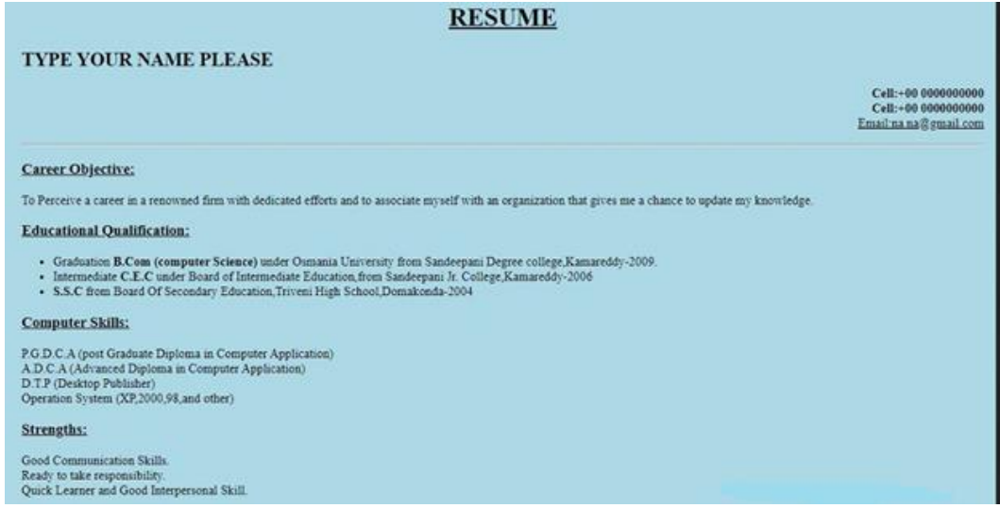 RESUME
TYPE YOUR NAME PLEASE
Cell:+00 0000000000
Cell:+00 0000000000
Email:na.na@gmail.com
Career Objective:
To Perceive a career in a renowned firm with dedicated efforts and to associate myself with an organization that gives me a chance to update my knowledge.
Educational Qualification:
• Graduation B.Com (computer Science) under Osmania University from Sandeepani Degree college,Kamareddy-2009.
• Intermediate C.E.C under Board of Intermediate Education,from Sandeepani Jr. College,Kamareddy-2006
• S.S.C from Board Of Secondary Education,Triveni High School,Domakonda-2004
Computer Skills:
P.G.D.C.A (post Graduate Diploma in Computer Application)
A.D.C.A (Advanced Diploma in Computer Application)
D.T.P (Desktop Publisher)
Operation System (XP,2000,98,and other)
Strengths:
Good Communication Skills.
Ready to take responsibility.
Quick Learner and Good Interpersonal Skill.